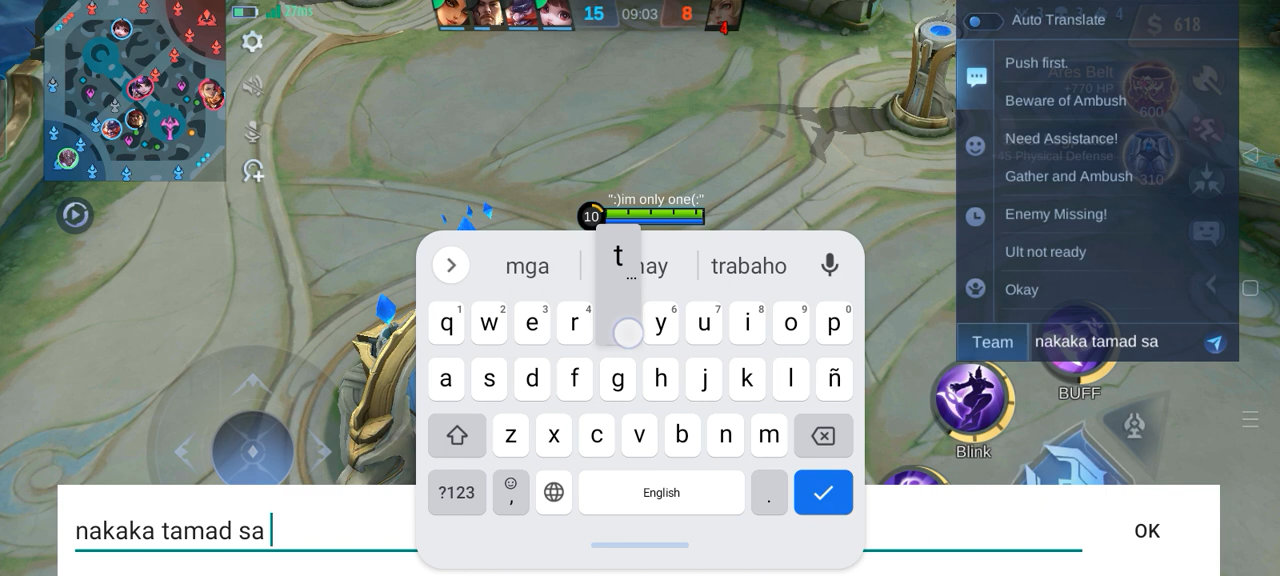 27ms
15 09:03 8
4
Auto Translate
$ 618
Push first,
Ares Belt
+770 HP
Beware of Ambush
600
Need Assistance!
45 Physical Defense
Gather and Ambush
310
Enemy Missing!
Ult not ready
Okay
Team nakaka tamad sa
":)im only one(:"
10
mga may trabaho
t
...
q 1 w 2 e 3 r 4 y 6 u 7 i 8 o 9 p 0
a s d f g h j k l ñ
z x c v b n m
?123 , English .
BUFF
Blink
nakaka tamad sa
OK